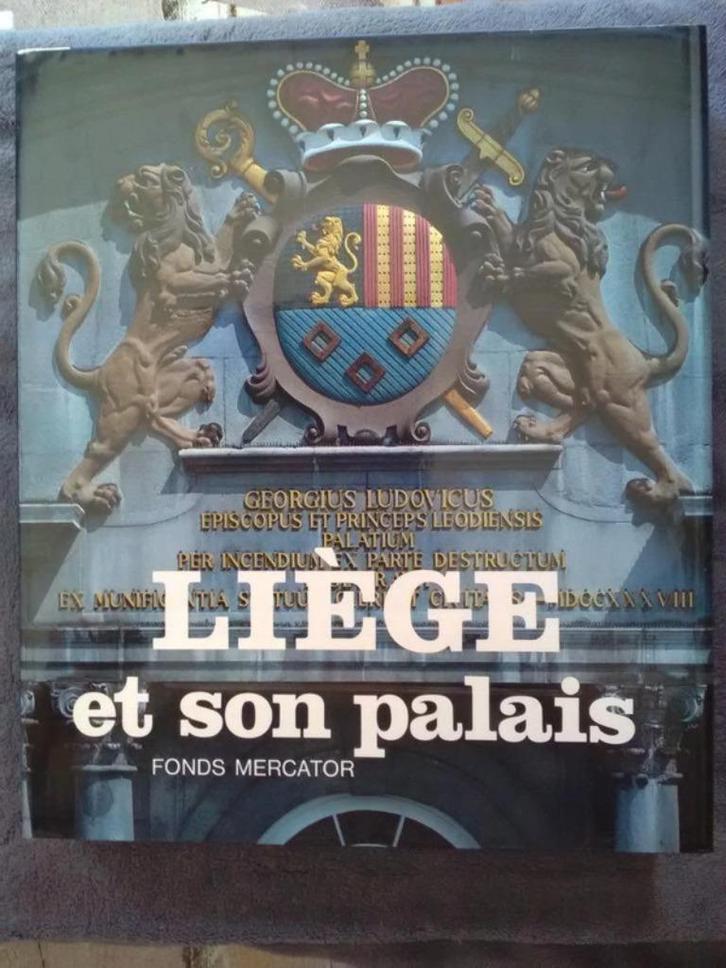 GEORGIUS LUDOVICUS
EPISCOPUS ET PRINCEPS LEODIENSIS
PALATIUM
PER INCENDIUM EX PARTE DESTRUCTUM
LIÈGE
et son palais
FONDS MERCATOR